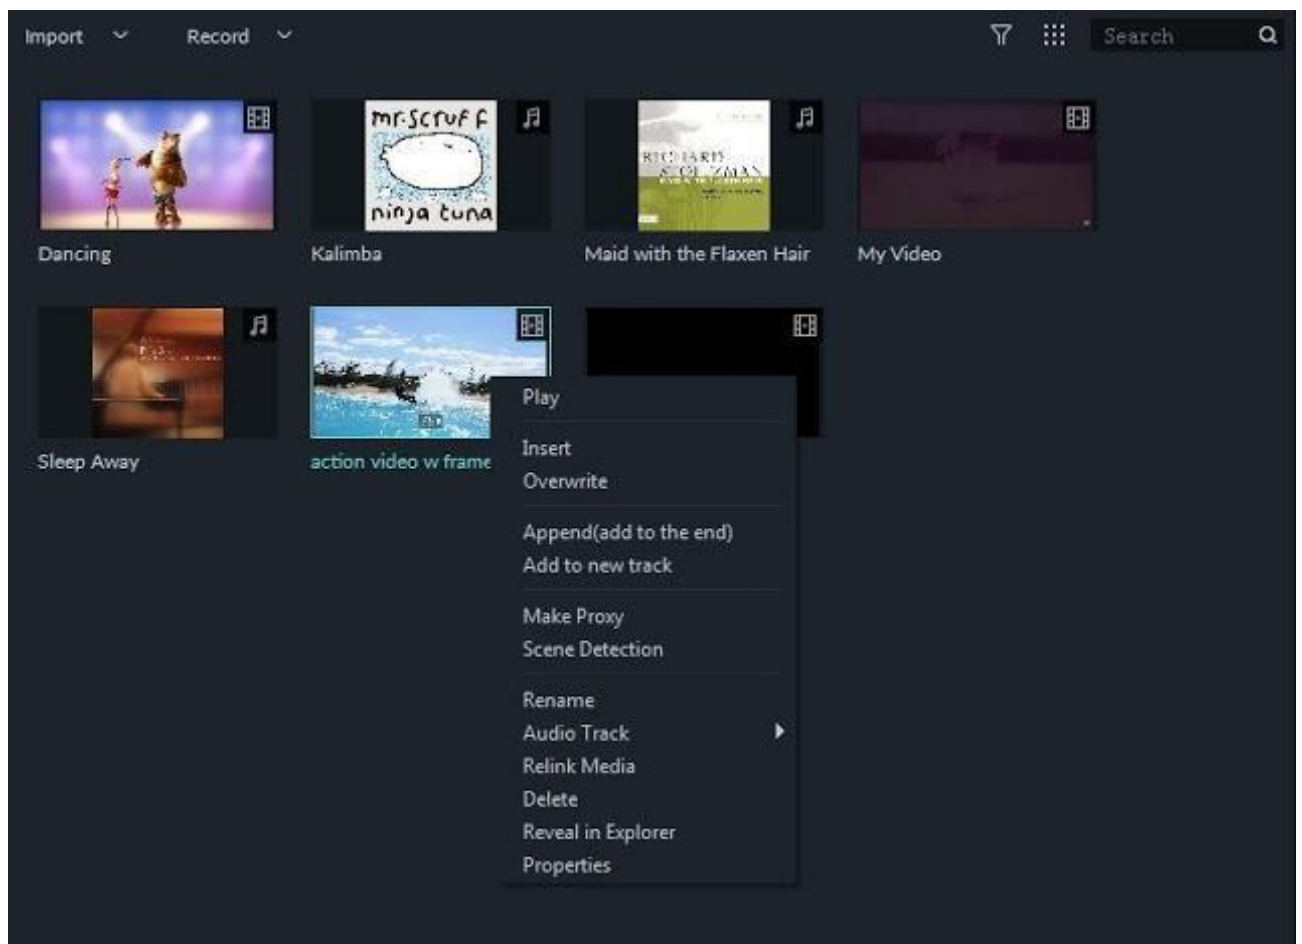 Import
Record
Search
mr.scruff
ninja tuna
RICHARD
STOLTZMAN
Dancing
Kalimba
Maid with the Flaxen Hair
My Video
Sleep Away
action video w frame
Play
Insert
Overwrite
Append(add to the end)
Add to new track
Make Proxy
Scene Detection
Rename
Audio Track
Relink Media
Delete
Reveal in Explorer
Properties